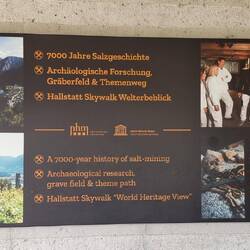 7000 Jahre Salzgeschichte
Archäologische Forschung,
Gräberfeld & Themenweg
Hallstatt Skywalk Welterbeblick
nhm
A 7000-year history of salt-mining
Archaeological research,
grave field & theme path
Hallstatt Skywalk "World Heritage View"